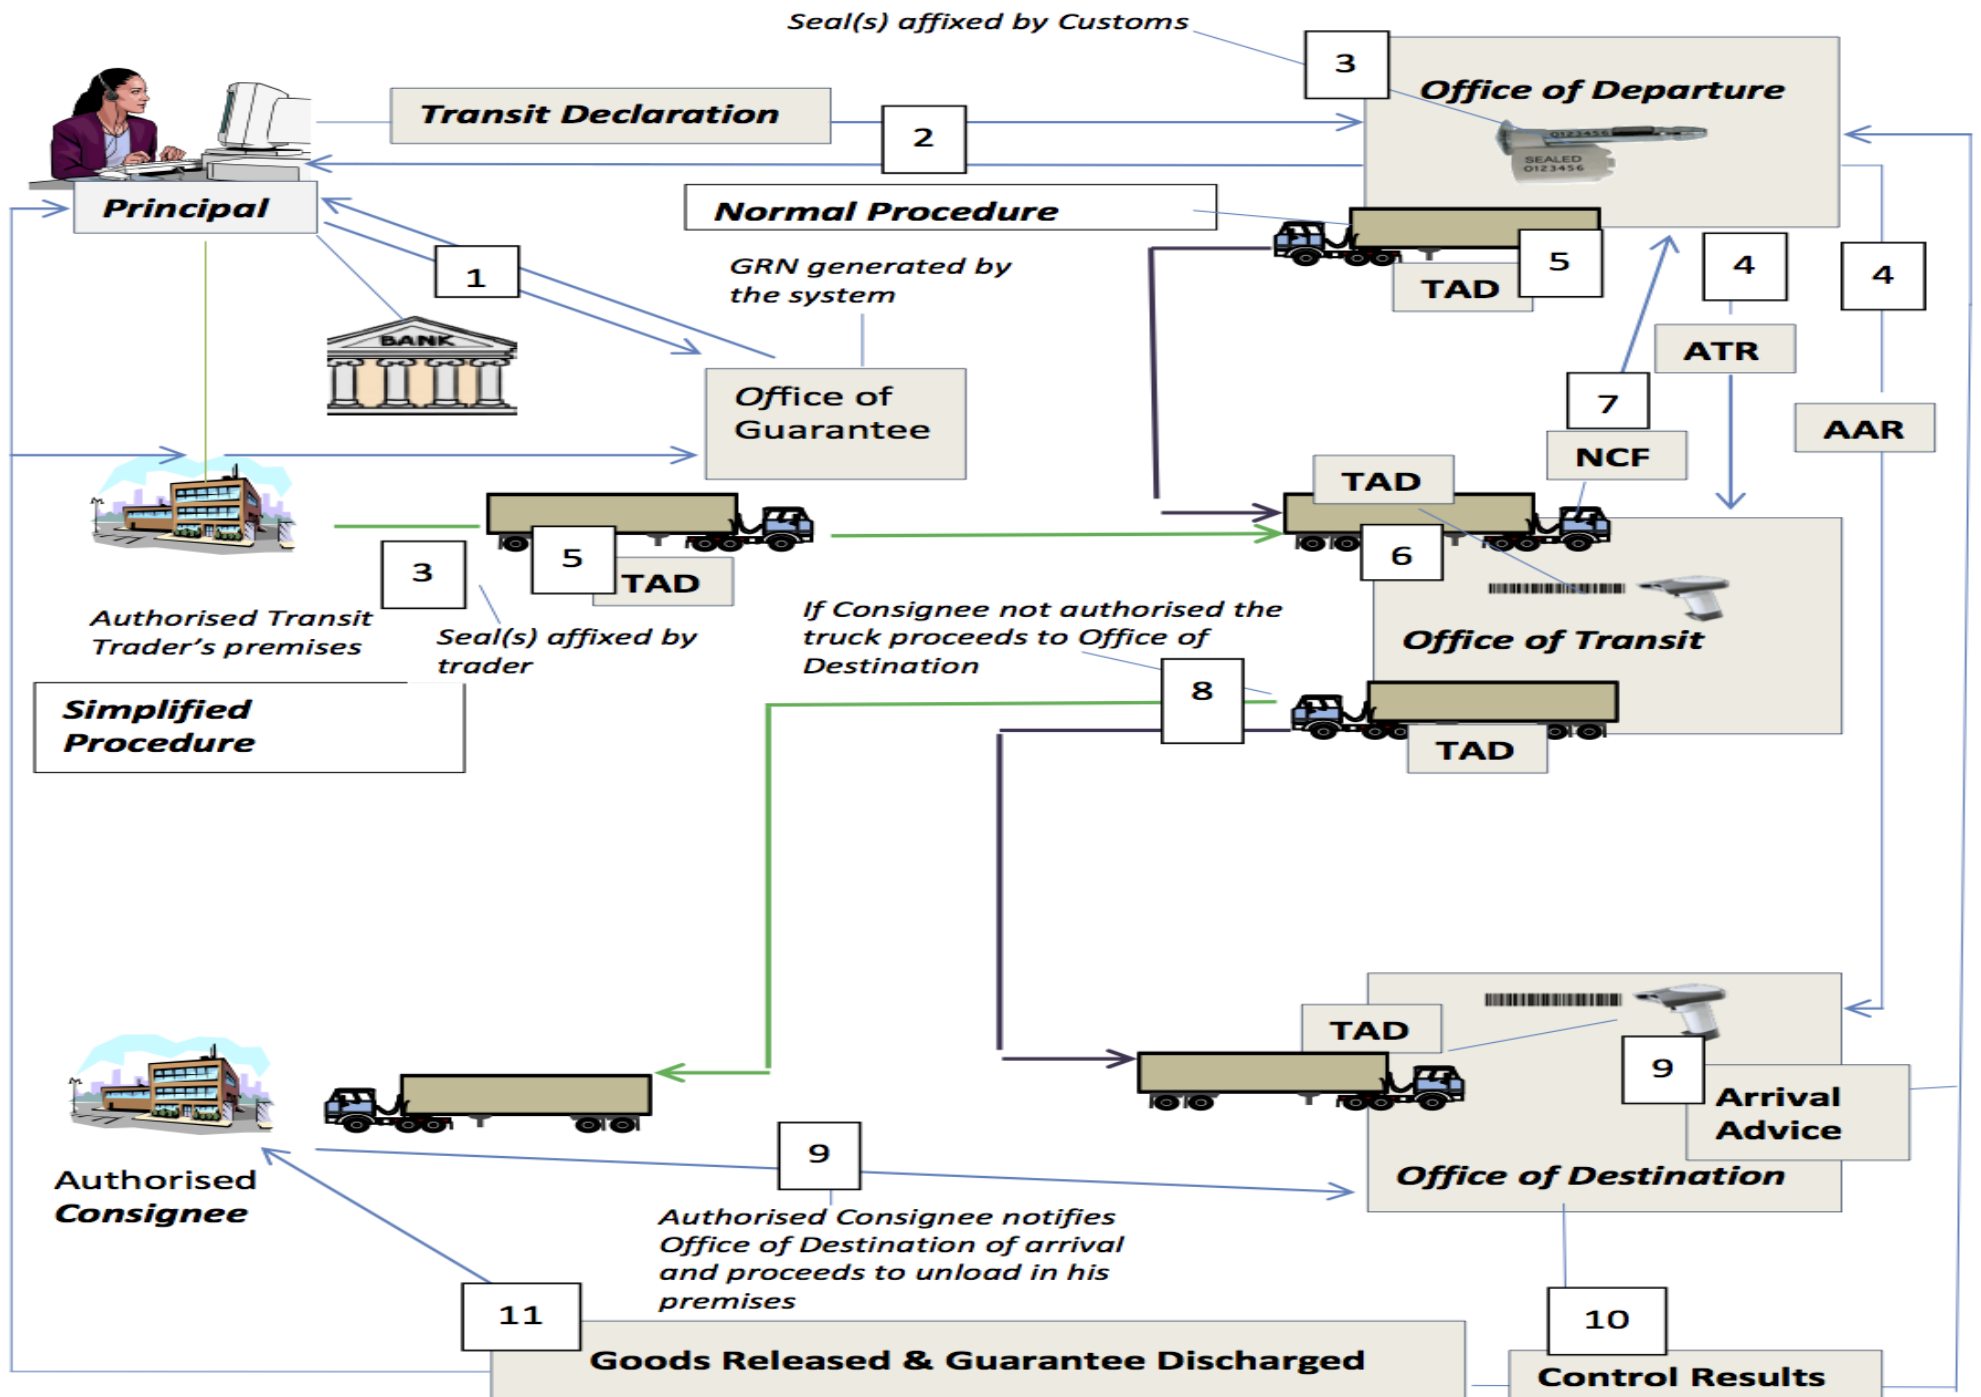 Seal(s) affixed by Customs
3
Office of Departure
Transit Declaration
2
0123456
SEALED
0123456
Principal
Normal Procedure
1
GRN generated by
the system
5
TAD
4
4
ATR
BANK
Office of
Guarantee
7
AAR
NCF
TAD
3
5
TAD
6
Authorised Transit
Trader's premises
Seal(s) affixed by
trader
If Consignee not authorised the
truck proceeds to Office of
Destination
Office of Transit
8
Simplified
Procedure
TAD
TAD
9
Arrival
Advice
Office of Destination
Authorised
Consignee
9
Authorised Consignee notifies
Office of Destination of arrival
and proceeds to unload in his
premises
11
10
Goods Released & Guarantee Discharged
Control Results